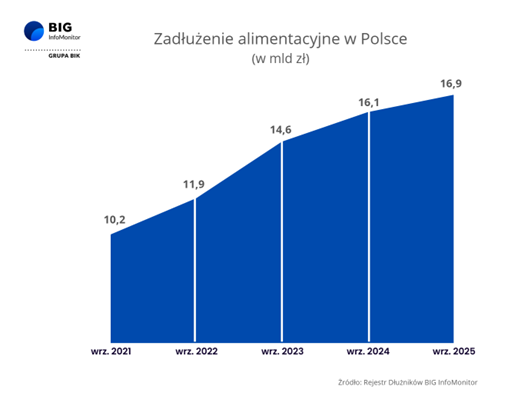 BIG
InfoMonitor
GRUPA BIK
Zadłużenie alimentacyjne w Polsce
(w mld zł)
10,2
11,9
14,6
16,1
16,9
wrz. 2021
wrz. 2022
wrz. 2023
wrz. 2024
wrz. 2025
Źródło: Rejestr Dłużników BIG InfoMonitor